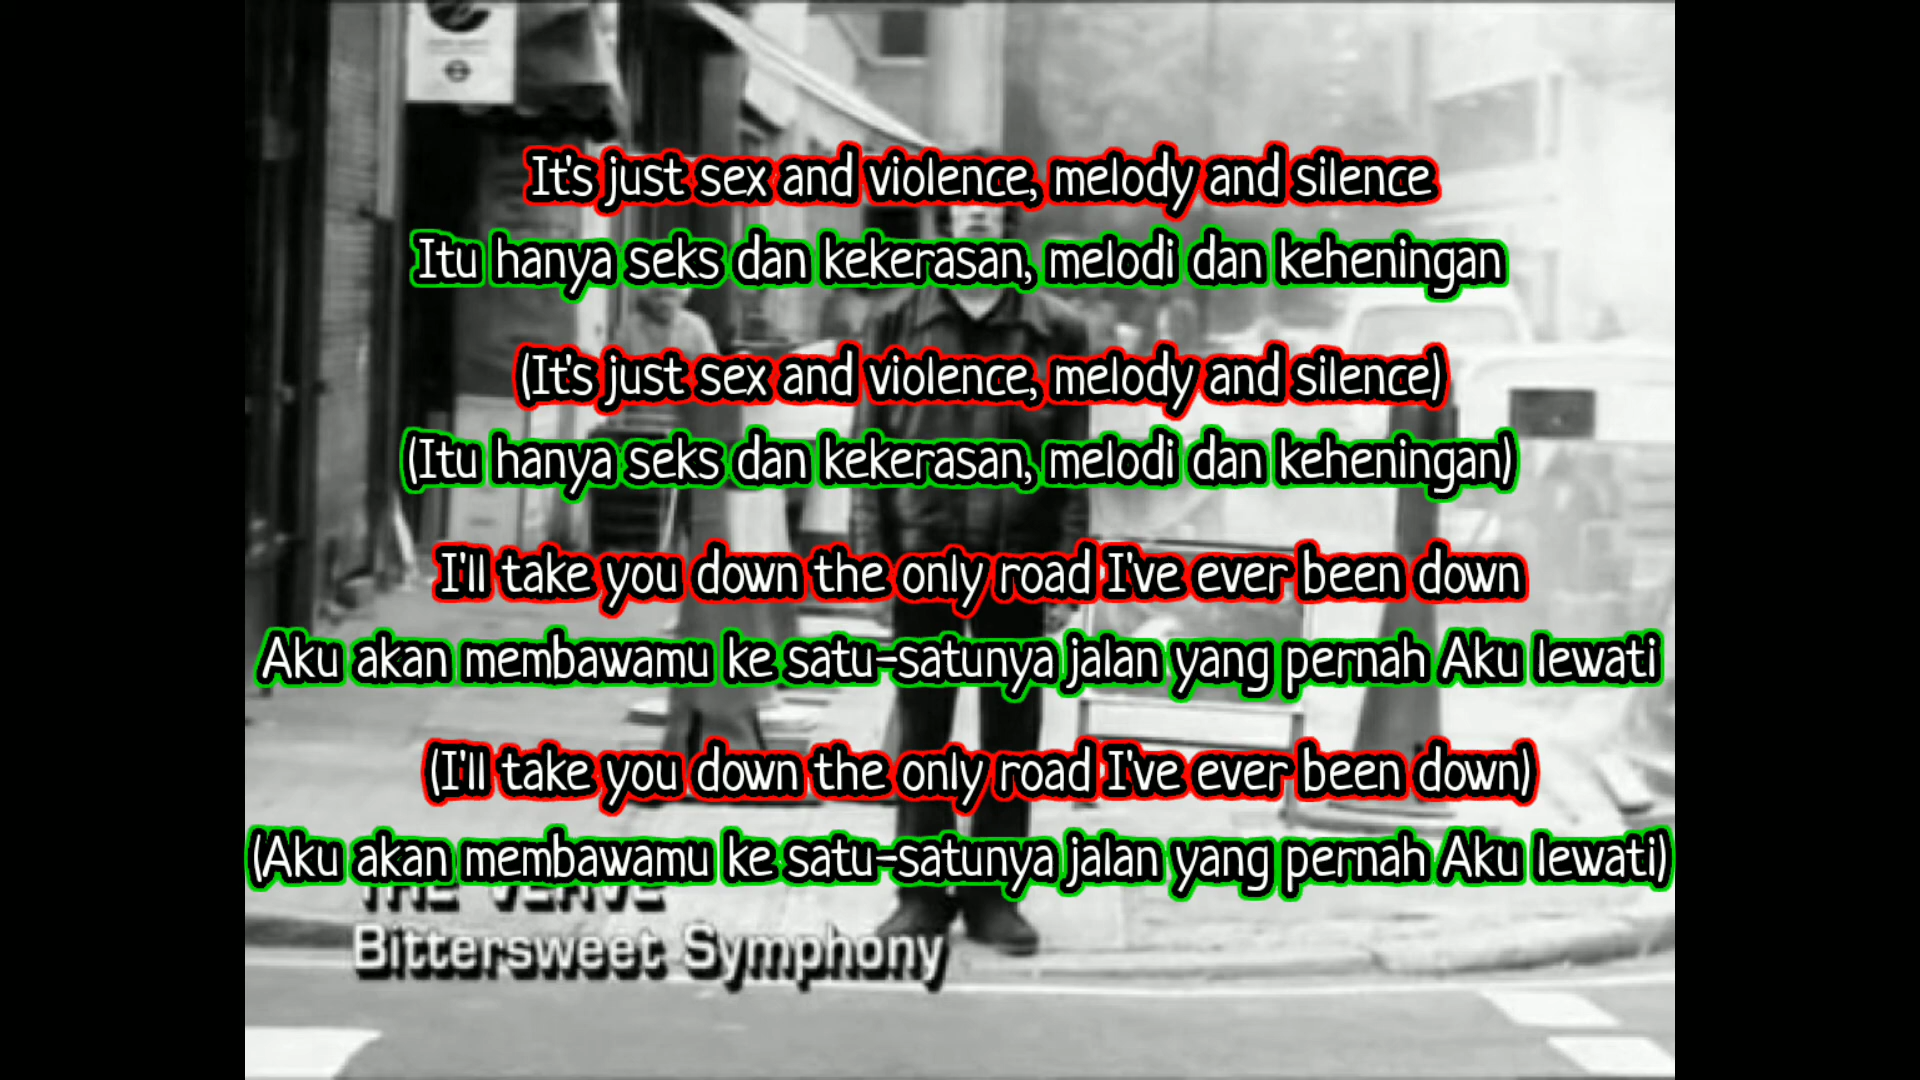 It's just sex and violence, melody and silence
Itu hanya seks dan kekerasan, melodi dan keheningan
(It's just sex and violence, melody and silence)
(Itu hanya seks dan kekerasan, melodi dan keheningan)
I'll take you down the only road I've ever been down
Aku akan membawamu ke satu-satunya jalan yang pernah Aku lewati
(I'll take you down the only road I've ever been down)
(Aku akan membawamu ke satu-satunya jalan yang pernah Aku lewati)
THE VERVE
Bittersweet Symphony